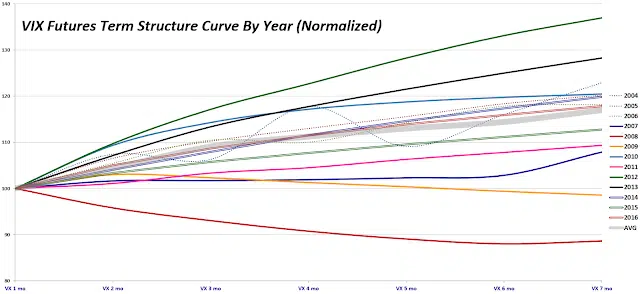 VIX Futures Term Structure Curve By Year (Normalized)
140
130
120
110
100
90
80
VX 1 mo
VX 2 mo
VX 3 mo
VX 4 mo
VX 5 mo
VX 6 mo
VX 7 mo
2004
2005
2006
2007
2008
2009
2010
2011
2012
2013
2014
2015
2016
AVG